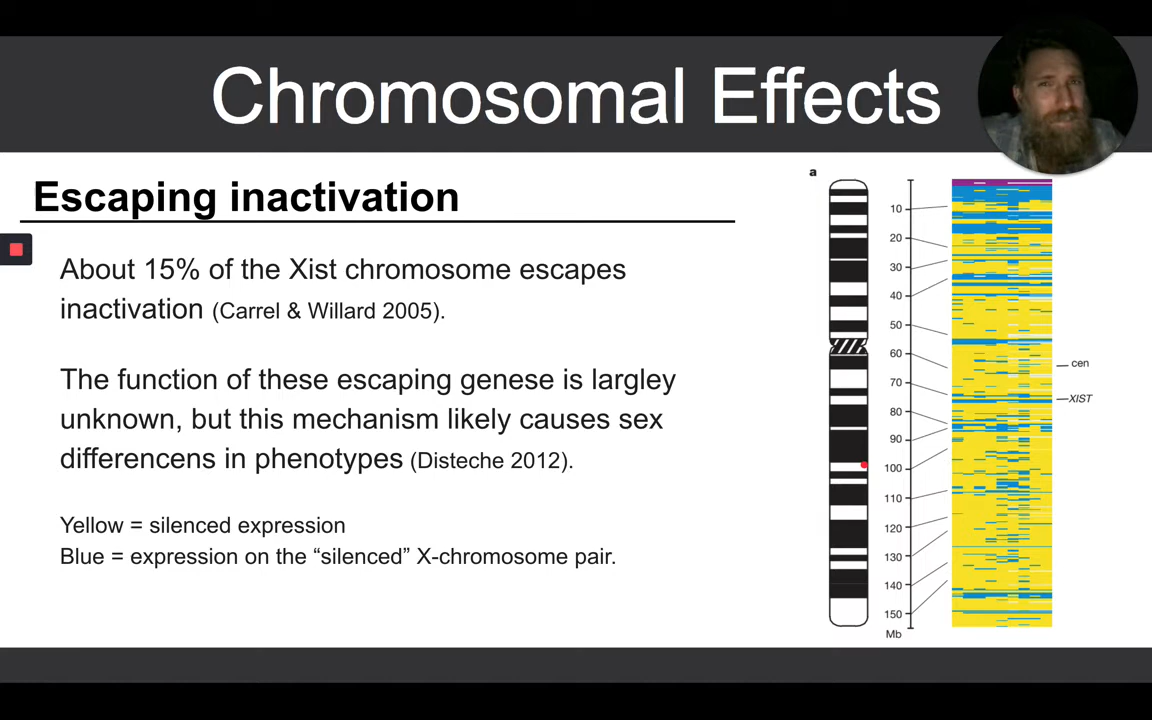 Chromosomal Effects
Escaping inactivation
About 15% of the Xist chromosome escapes
inactivation (Carrel & Willard 2005).
The function of these escaping genese is largley
unknown, but this mechanism likely causes sex
differencens in phenotypes (Disteche 2012).
Yellow = silenced expression
Blue = expression on the “silenced” X-chromosome pair.
a
10
20
30
40
50
60
70
80
90
100
110
120
130
140
150
Mb
cen
XIST